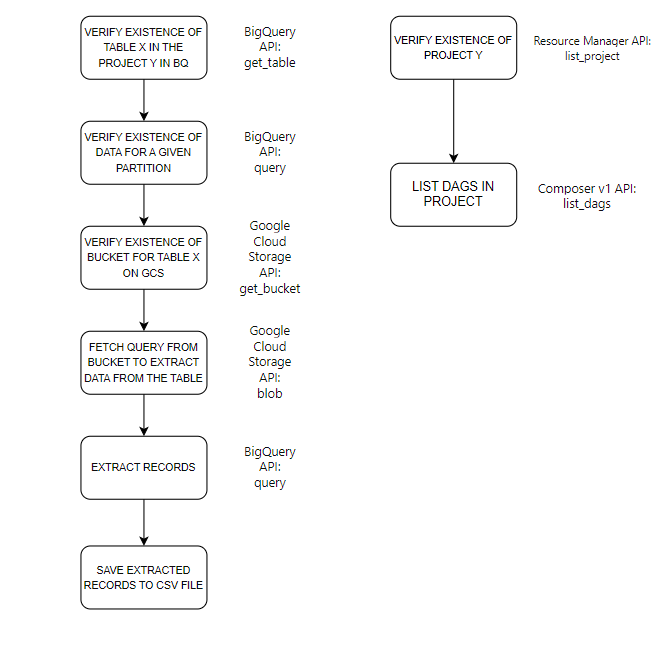 VERIFY EXISTENCE OF
TABLE X IN THE
PROJECT Y IN BQ
BigQuery
API:
get_table
VERIFY EXISTENCE OF
DATA FOR A GIVEN
PARTITION
BigQuery
API:
query
VERIFY EXISTENCE OF
BUCKET FOR TABLE X
ON GCS
Google
Cloud
Storage
API:
get_bucket
FETCH QUERY FROM
BUCKET TO EXTRACT
DATA FROM THE TABLE
Google
Cloud
Storage
API:
blob
EXTRACT RECORDS
BigQuery
API:
query
SAVE EXTRACTED
RECORDS TO CSV FILE
VERIFY EXISTENCE OF
PROJECT Y
Resource Manager API:
list_project
LIST DAGS IN
PROJECT
Composer v1 API:
list_dags